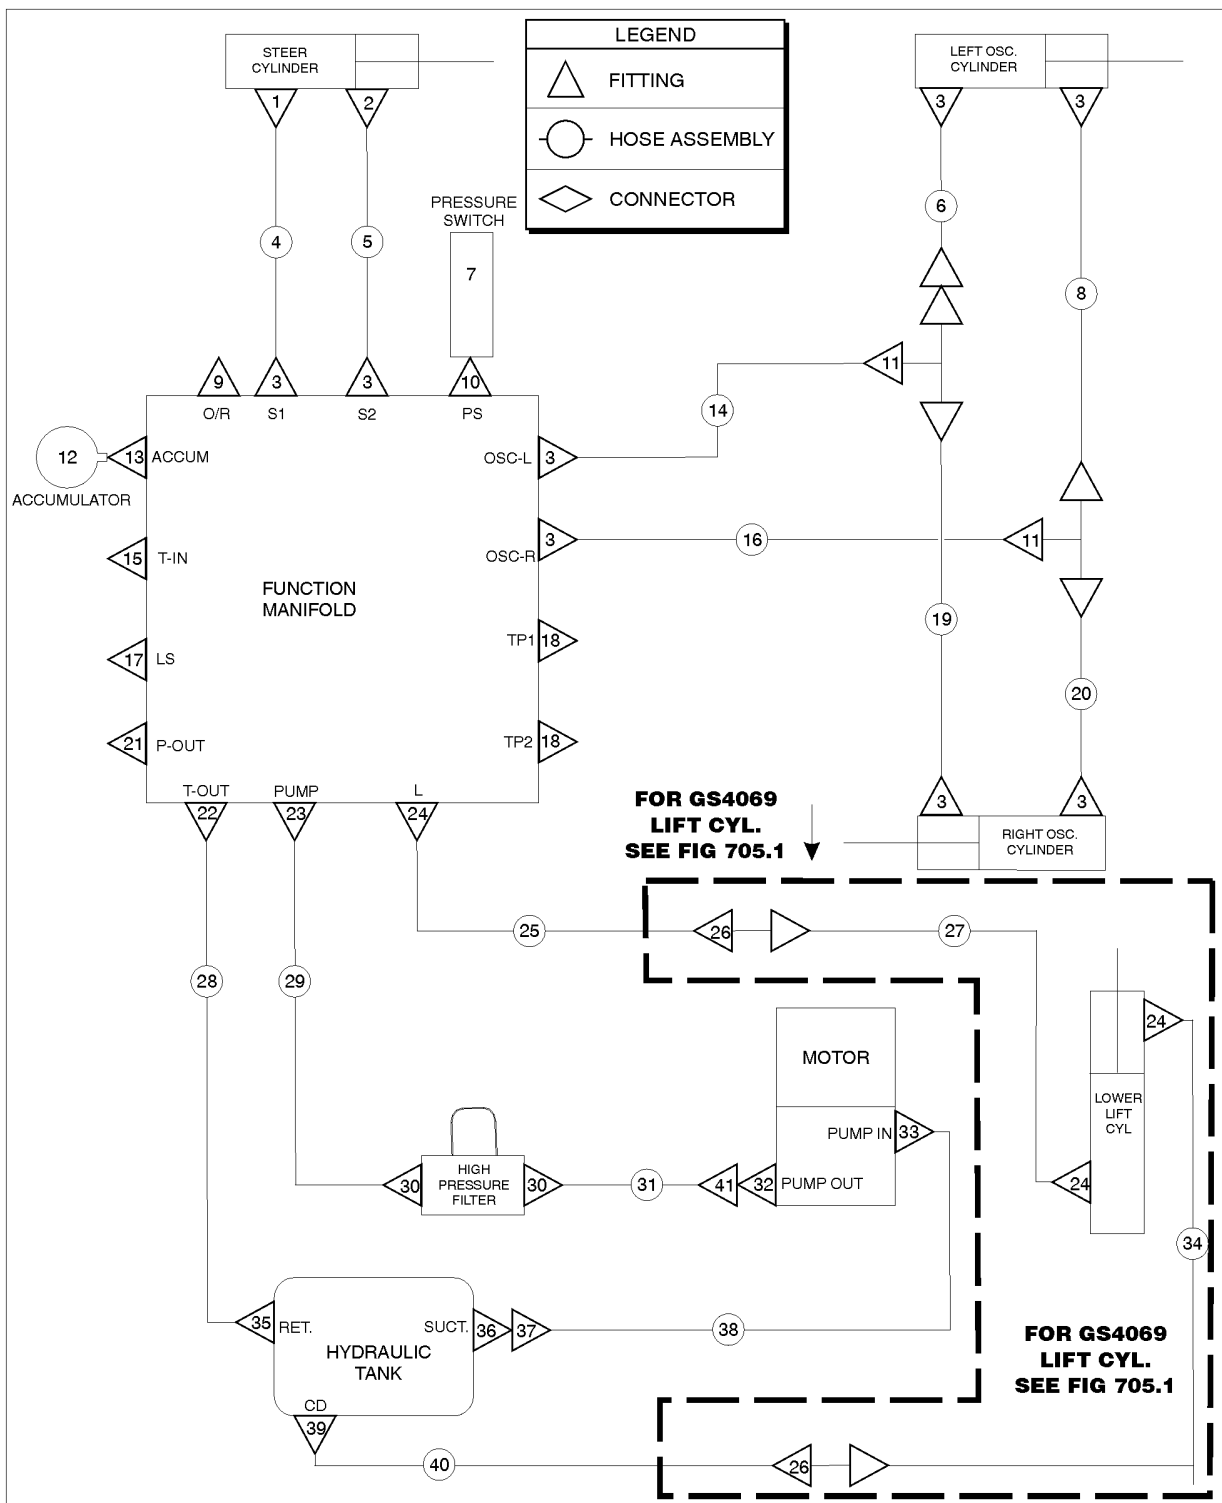 LEGEND
FITTING
HOSE ASSEMBLY
CONNECTOR
STEER
CYLINDER
1
2
4
5
PRESSURE
SWITCH
7
LEFT OSC.
CYLINDER
3
3
6
8
9
3
3
10
O/R
S1
S2
PS
11
14
12
13
ACCUM
ACCUMULATOR
OSC-L
3
15
T-IN
3
OSC-R
16
11
FUNCTION
MANIFOLD
17
LS
TP1
18
19
20
21
P-OUT
TP2
18
T-OUT
PUMP
L
22
23
24
3
3
RIGHT OSC.
CYLINDER
FOR GS4069
LIFT CYL.
SEE FIG 705.1
25
26
27
28
29
24
MOTOR
LOWER
LIFT
CYL
PUMP IN
33
HIGH
PRESSURE
FILTER
30
30
31
41
32
PUMP OUT
24
34
35
RET.
SUCT.
36
37
38
HYDRAULIC
TANK
FOR GS4069
LIFT CYL.
SEE FIG 705.1
CD
39
40
26